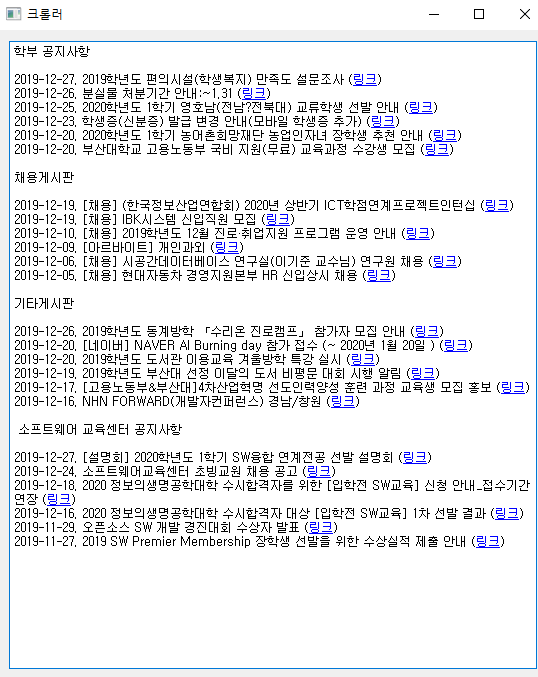 크롤러
학부 공지사항
2019-12-27, 2019학년도 편의시설(학생복지) 만족도 설문조사 (링크)
2019-12-26, 분실물 처분기간 안내:~1.31 (링크)
2019-12-25, 2020학년도 1학기 영호남(전남?전북대) 교류학생 선발 안내 (링크)
2019-12-23, 학생증(신분증) 발급 변경 안내(모바일 학생증 추가) (링크)
2019-12-20, 2020학년도 1학기 농어촌희망재단 농업인자녀 장학생 추천 안내 (링크)
2019-12-20, 부산대학교 고용노동부 국비 지원(무료) 교육과정 수강생 모집 (링크)
채용게시판
2019-12-19, [채용] (한국정보산업연합회) 2020년 상반기 ICT학점연계프로젝트인턴십 (링크)
2019-12-19, [채용] IBK시스템 신입직원 모집 (링크)
2019-12-10, [채용] 2019학년도 12월 진로·취업지원 프로그램 운영 안내 (링크)
2019-12-09, [아르바이트] 개인과외 (링크)
2019-12-06, [채용] 시공간데이터베이스 연구실(이기준 교수님) 연구원 채용 (링크)
2019-12-05, [채용] 현대자동차 경영지원본부 HR 신입상시 채용 (링크)
기타게시판
2019-12-26, 2019학년도 동계방학 「수리온 진로캠프」 참가자 모집 안내 (링크)
2019-12-20, [네이버] NAVER AI Burning day 참가 접수 (~ 2020년 1월 20일 ) (링크)
2019-12-20, 2019학년도 도서관 이용교육 겨울방학 특강 실시 (링크)
2019-12-19, 2019학년도 부산대 선정 이달의 도서 비평문 대회 시행 알림 (링크)
2019-12-17, [고용노동부&부산대]4차산업혁명 선도인력양성 훈련 과정 교육생 모집 홍보 (링크)
2019-12-16, NHN FORWARD(개발자컨퍼런스) 경남/창원 (링크)
소프트웨어 교육센터 공지사항
2019-12-27, [설명회] 2020학년도 1학기 SW융합 연계전공 선발 설명회 (링크)
2019-12-24, 소프트웨어교육센터 초빙교원 채용 공고 (링크)
2019-12-18, 2020 정보의생명공학대학 수시합격자를 위한 [입학전 SW교육] 신청 안내_접수기간
연장 (링크)
2019-12-16, 2020 정보의생명공학대학 수시합격자 대상 [입학전 SW교육] 1차 선발 결과 (링크)
2019-11-29, 오픈소스 SW 개발 경진대회 수상자 발표 (링크)
2019-11-27, 2019 SW Premier Membership 장학생 선발을 위한 수상실적 제출 안내 (링크)